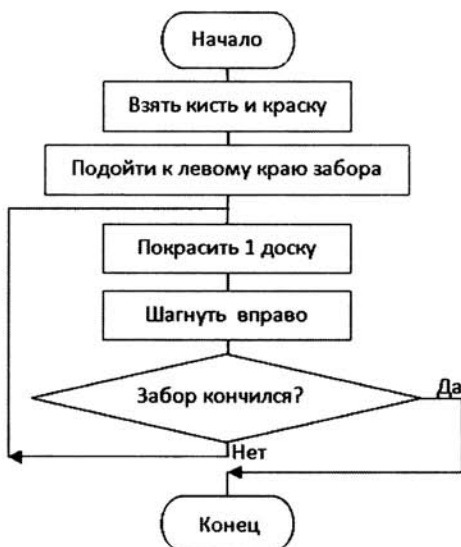 Начало
Взять кисть и краску
Подойти к левому краю забора
Покрасить 1 доску
Шагнуть вправо
Забор кончился?
Да
Нет
Конец